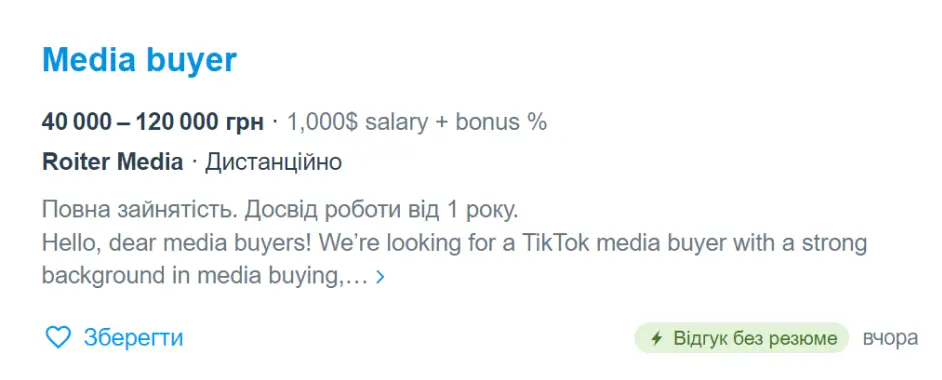 Media buyer
40 000 – 120 000 грн · 1,000$ salary + bonus %
Roiter Media · Дистанційно
Повна зайнятість. Досвід роботи від 1 року.
Hello, dear media buyers! We’re looking for a TikTok media buyer with a strong
background in media buying,…
Зберегти
Відгук без резюме вчора